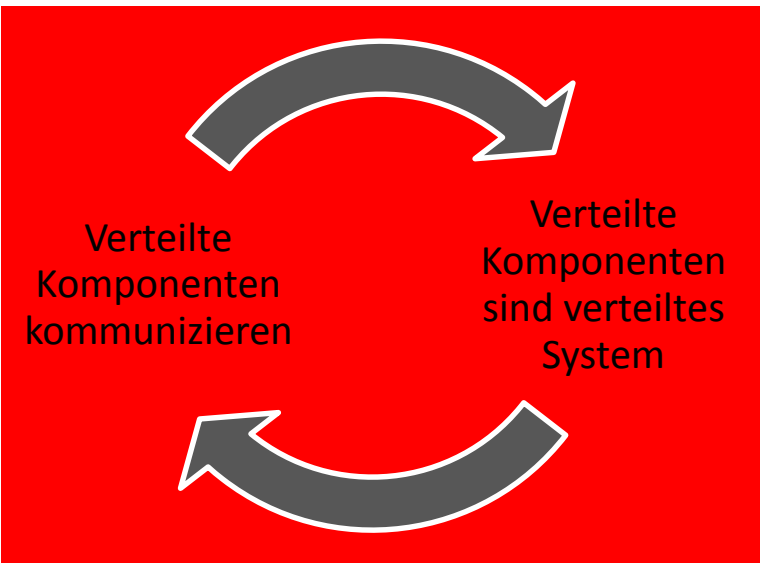 Verteilte
Komponenten
kommunizieren
Verteilte
Komponenten
sind verteiltes
System